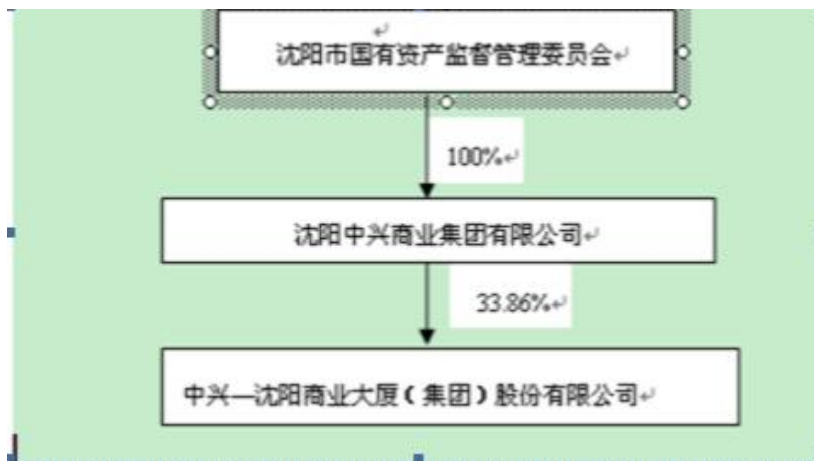 沈阳市国有资产监督管理委员会
100%
沈阳中兴商业集团有限公司
33.86%
中兴—沈阳商业大厦（集团）股份有限公司